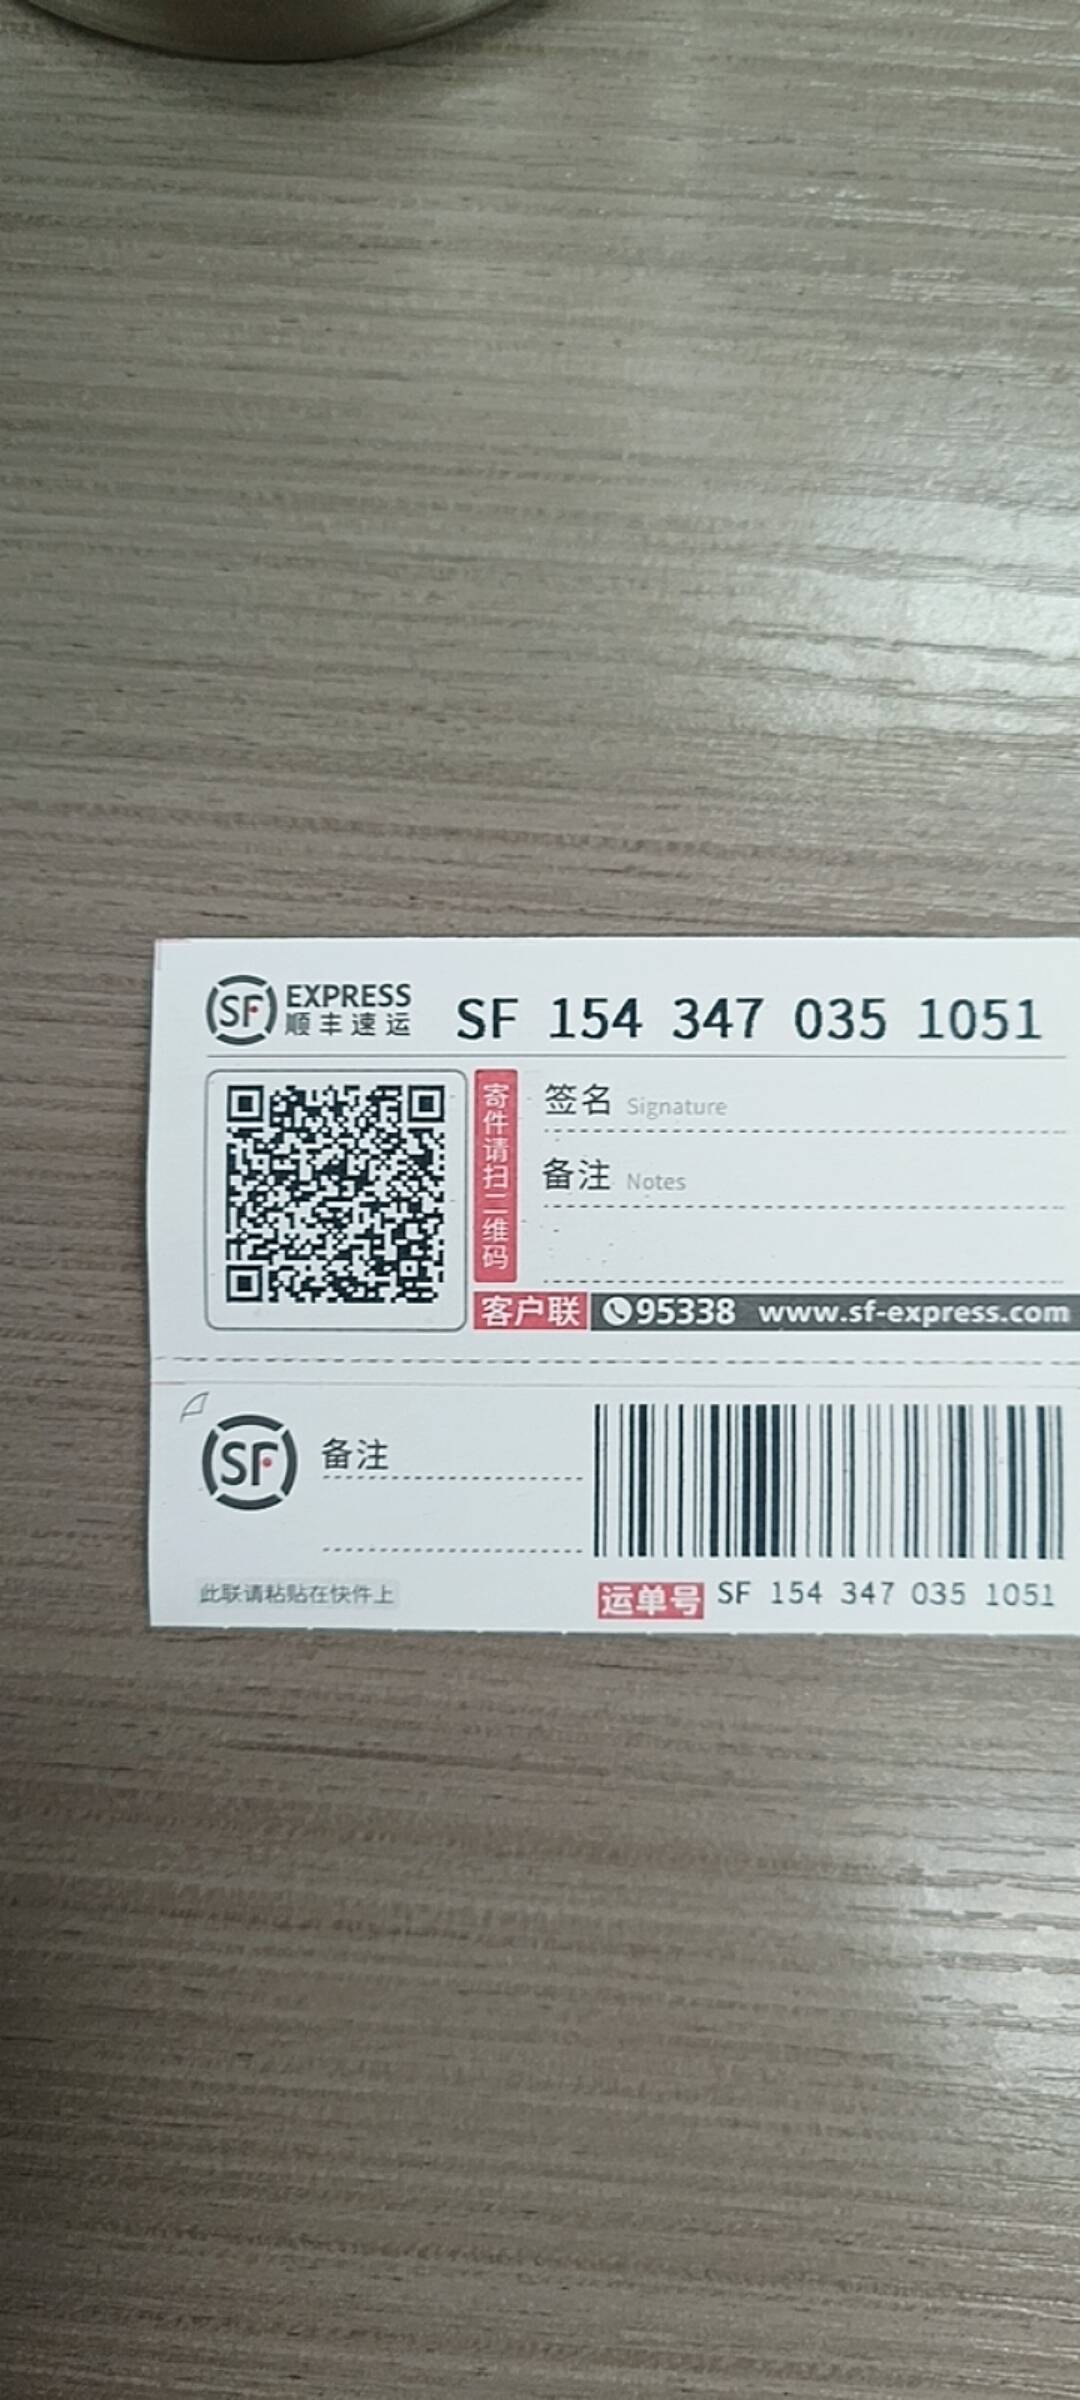 SF EXPRESS
顺丰速运
SF 154 347 035 1051
寄件请扫二维码
签名 Signature
备注 Notes
客户联 95338 www.sf-express.com
SF 备注
此联请粘贴在快件上
运单号 SF 154 347 035 1051